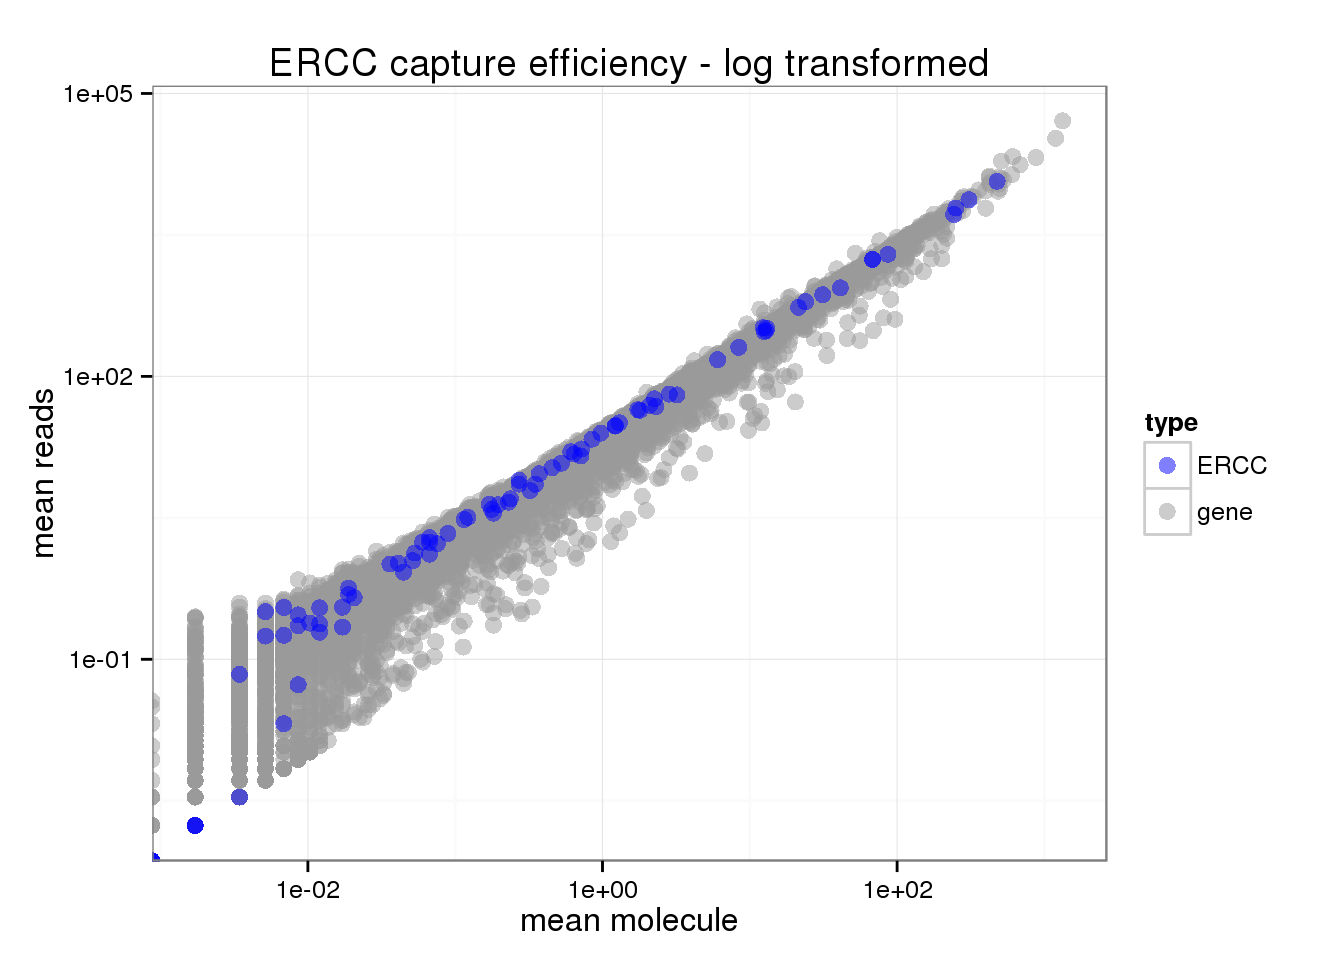 ERCC capture efficiency - log transformed
1e+05
1e+02
1e-01
mean reads
1e-02
1e+00
1e+02
mean molecule
type
ERCC
gene